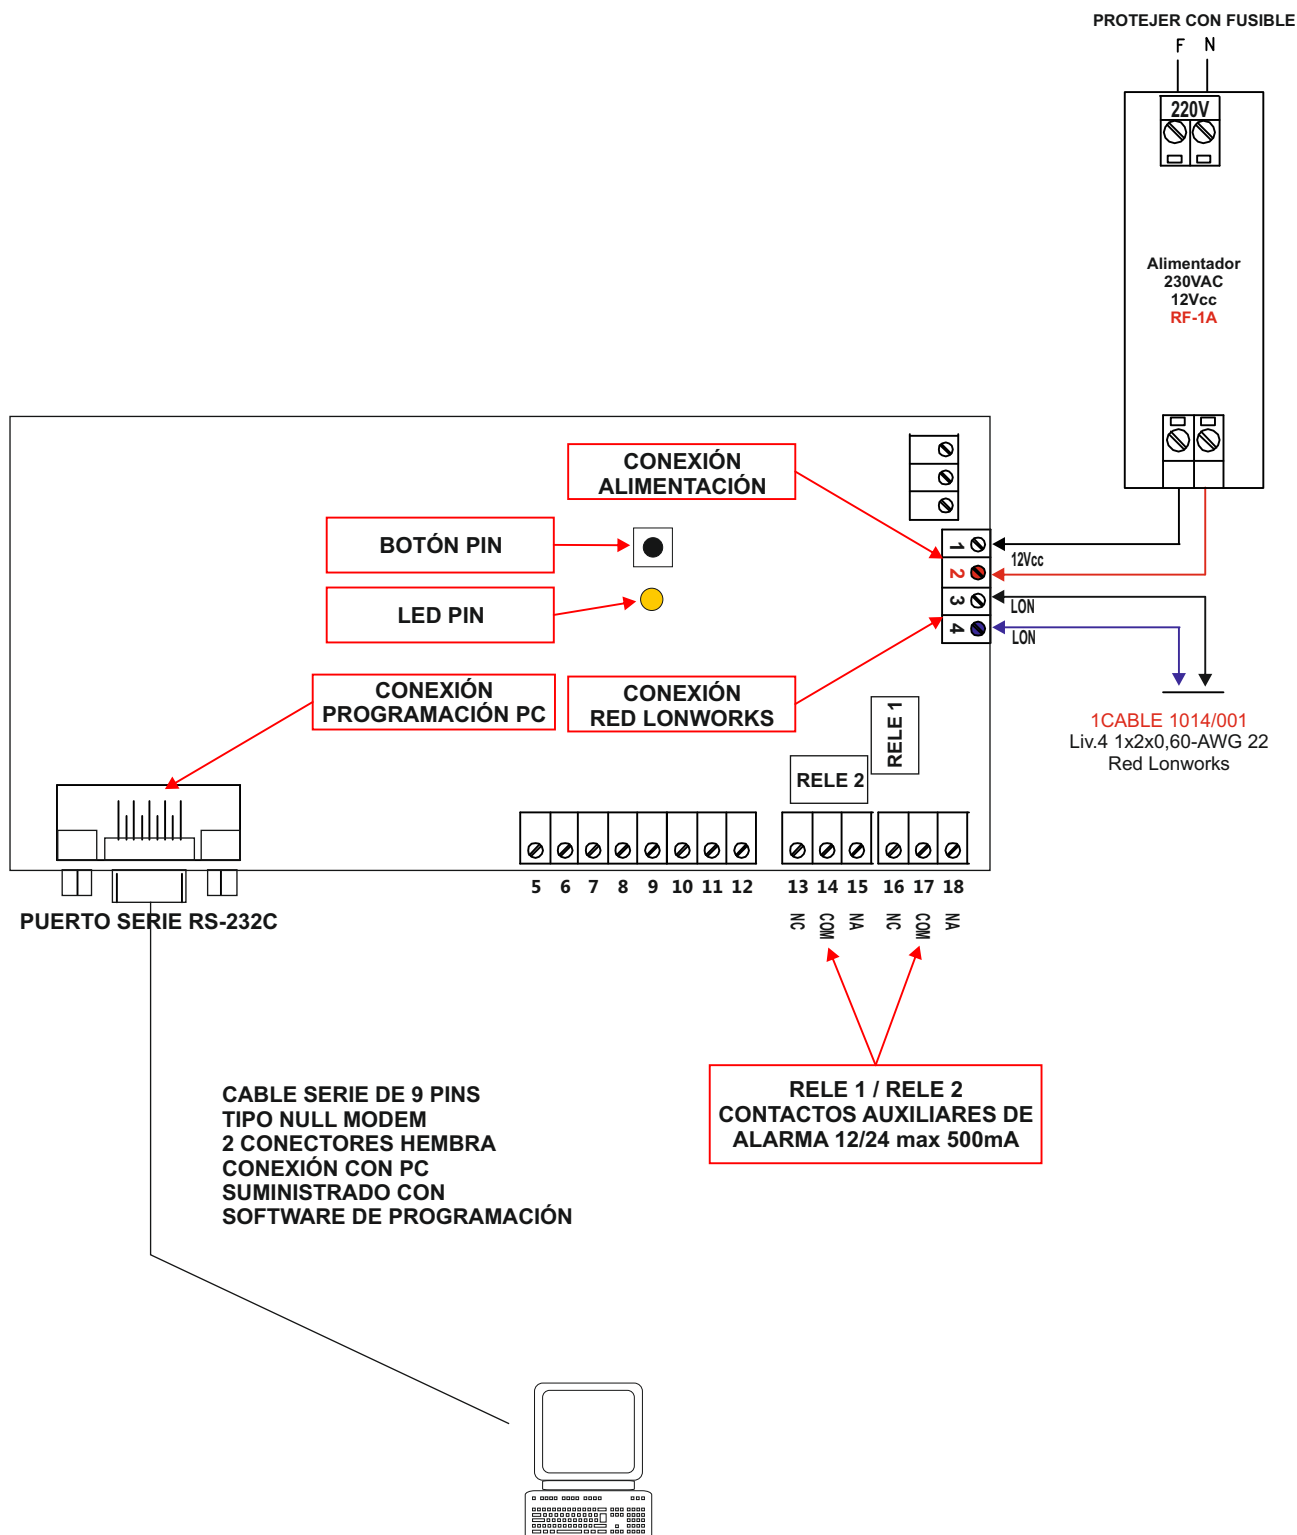 PROTEJER CON FUSIBLE
F N
220V
Alimentador
230VAC
12Vcc
RF-1A
CONEXIÓN
ALIMENTACIÓN
BOTÓN PIN
LED PIN
1
2
3
4
12Vcc
LON
LON
CONEXIÓN
PROGRAMACIÓN PC
CONEXIÓN
RED LONWORKS
1CABLE 1014/001
Liv.4 1x2x0,60-AWG 22
Red Lonworks
RELE 1
RELE 2
5 6 7 8 9 10 11 12 13 14 15 16 17 18
NC COM NA NC COM NA
PUERTO SERIE RS-232C
RELE 1 / RELE 2
CONTACTOS AUXILIARES DE
ALARMA 12/24 max 500mA
CABLE SERIE DE 9 PINS
TIPO NULL MODEM
2 CONECTORES HEMBRA
CONEXIÓN CON PC
SUMINISTRADO CON
SOFTWARE DE PROGRAMACIÓN